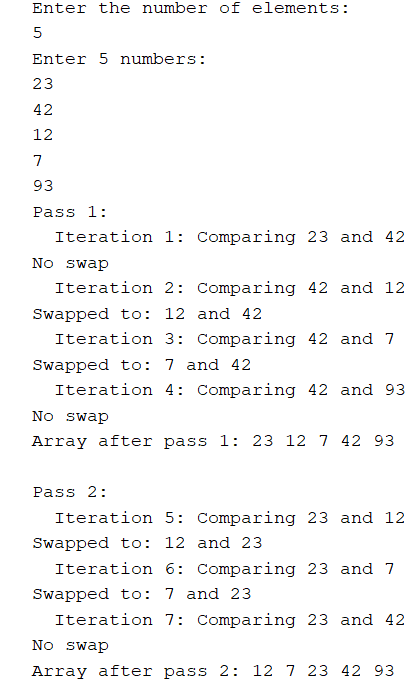 Enter the number of elements:
5
Enter 5 numbers:
23
42
12
7
93
Pass 1:
  Iteration 1: Comparing 23 and 42
No swap
  Iteration 2: Comparing 42 and 12
Swapped to: 12 and 42
  Iteration 3: Comparing 42 and 7
Swapped to: 7 and 42
  Iteration 4: Comparing 42 and 93
No swap
Array after pass 1: 23 12 7 42 93

Pass 2:
  Iteration 5: Comparing 23 and 12
Swapped to: 12 and 23
  Iteration 6: Comparing 23 and 7
Swapped to: 7 and 23
  Iteration 7: Comparing 23 and 42
No swap
Array after pass 2: 12 7 23 42 93